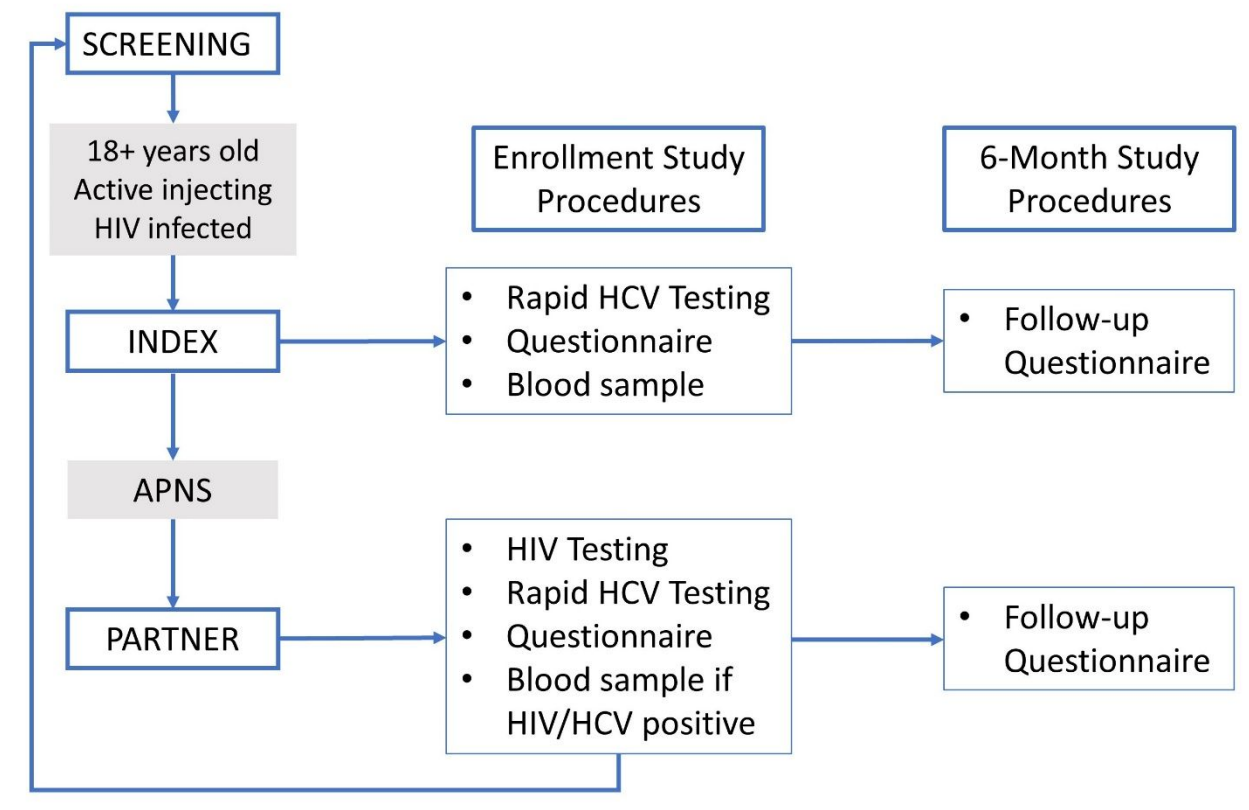 SCREENING
18+ years old
Active injecting
HIV infected
Enrollment Study
Procedures
6-Month Study
Procedures
INDEX
• Rapid HCV Testing
• Questionnaire
• Blood sample
• Follow-up
Questionnaire
APNS
PARTNER
• HIV Testing
• Rapid HCV Testing
• Questionnaire
• Blood sample if
HIV/HCV positive
• Follow-up
Questionnaire